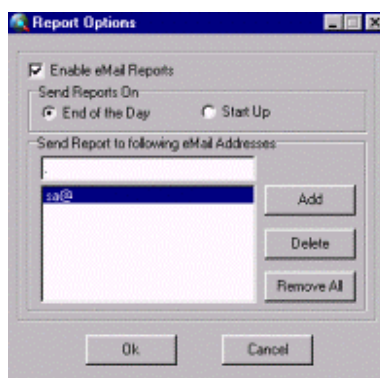 Report Options
Enable eMail Reports
Send Reports On
End of the Day
Start Up
Send Report to following eMail Addresses
.
sa@
Add
Delete
Remove All
Ok
Cancel